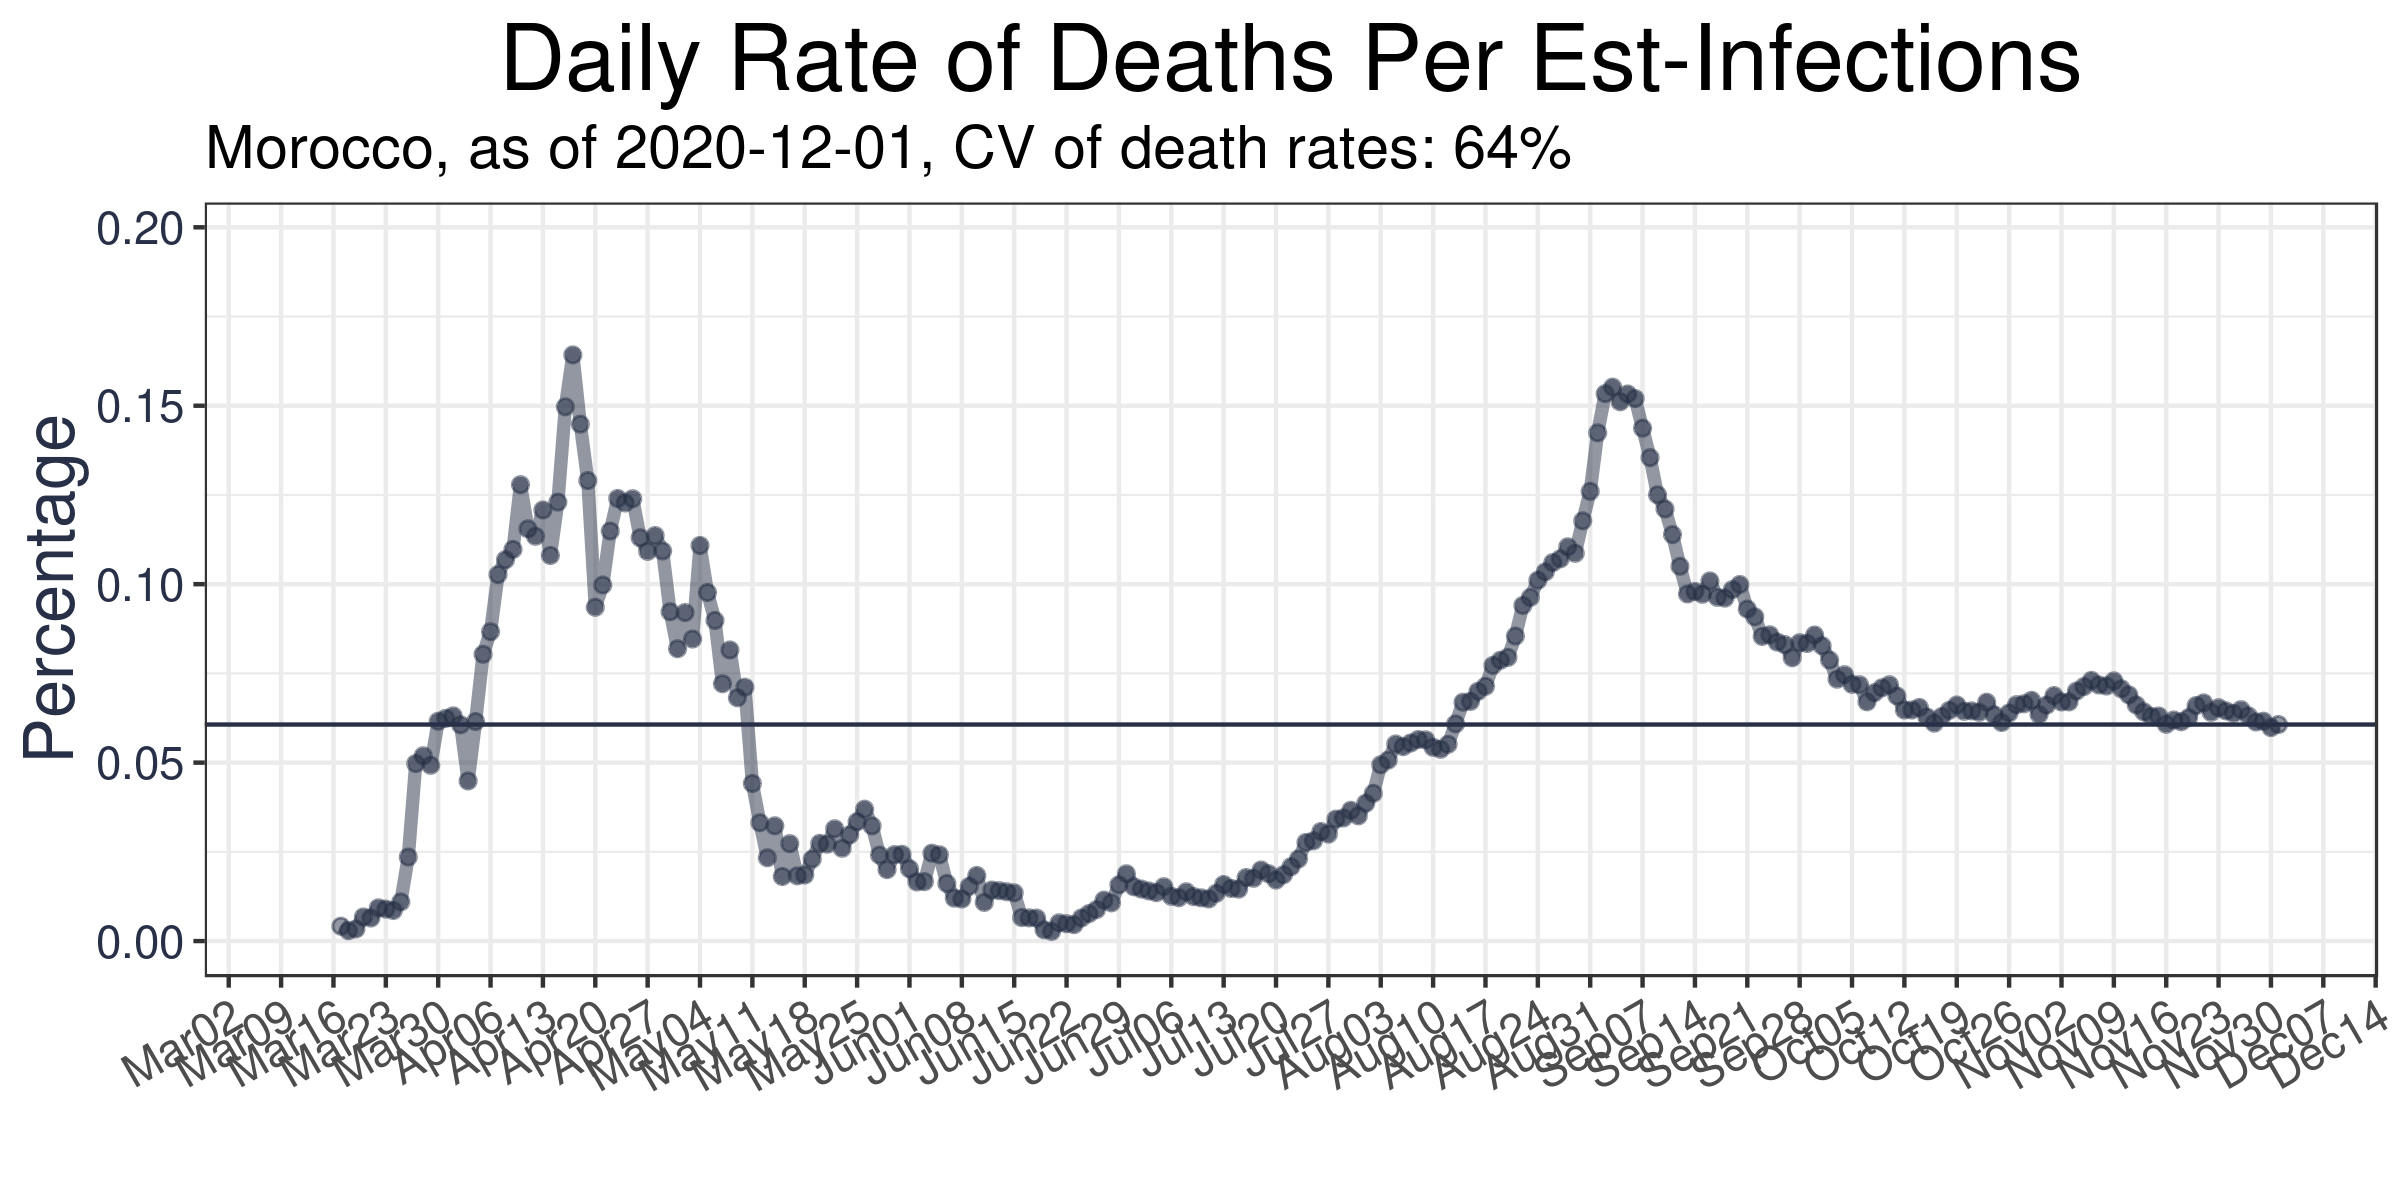 Daily Rate of Deaths Per Est-Infections
Morocco, as of 2020-12-01, CV of death rates: 64%
Percentage
0.20
0.15
0.10
0.05
0.00
Mar02
Mar09
Mar16
Mar23
Mar30
Apr06
Apr13
Apr20
Apr27
May04
May11
May18
May25
Jun01
Jun08
Jun15
Jun22
Jun29
Jul06
Jul13
Jul20
Jul27
Aug03
Aug10
Aug17
Aug24
Aug31
Sep07
Sep14
Sep21
Sep28
Oct05
Oct12
Oct19
Oct26
Nov02
Nov09
Nov16
Nov23
Nov30
Dec07
Dec14